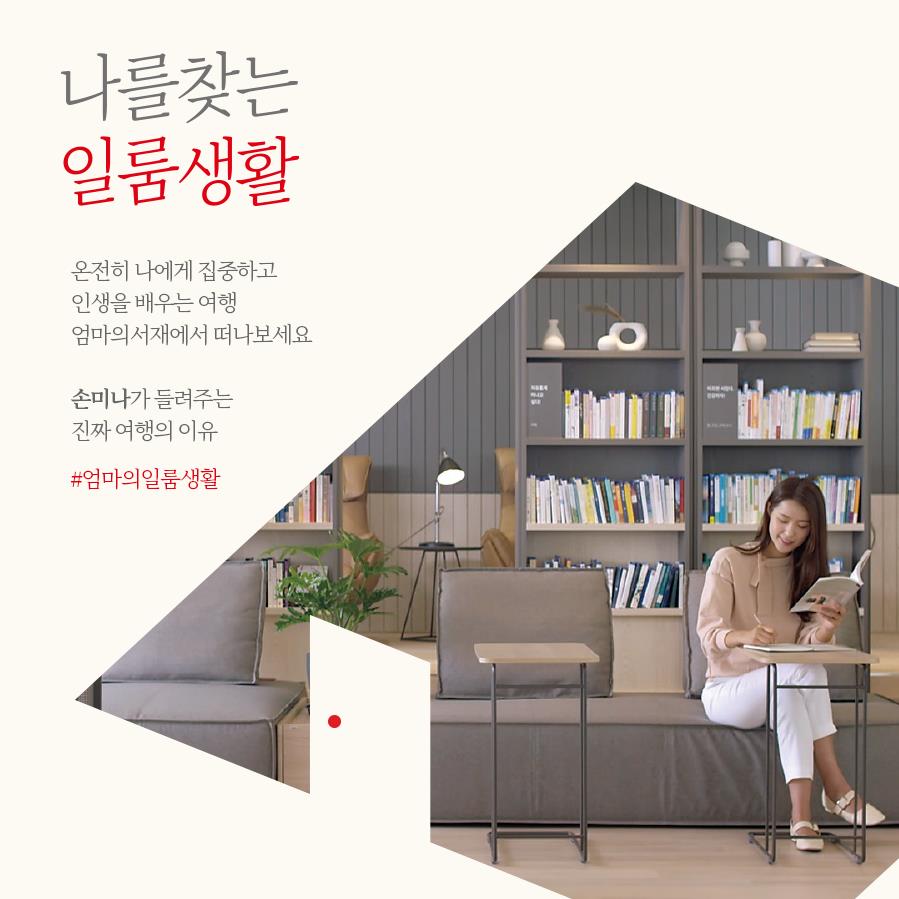 나를찾는
일룸생활
온전히 나에게 집중하고
인생을 배우는 여행
엄마의서재에서 떠나보세요
손미나가 들려주는
진짜 여행의 이유
#엄마의일룸생활